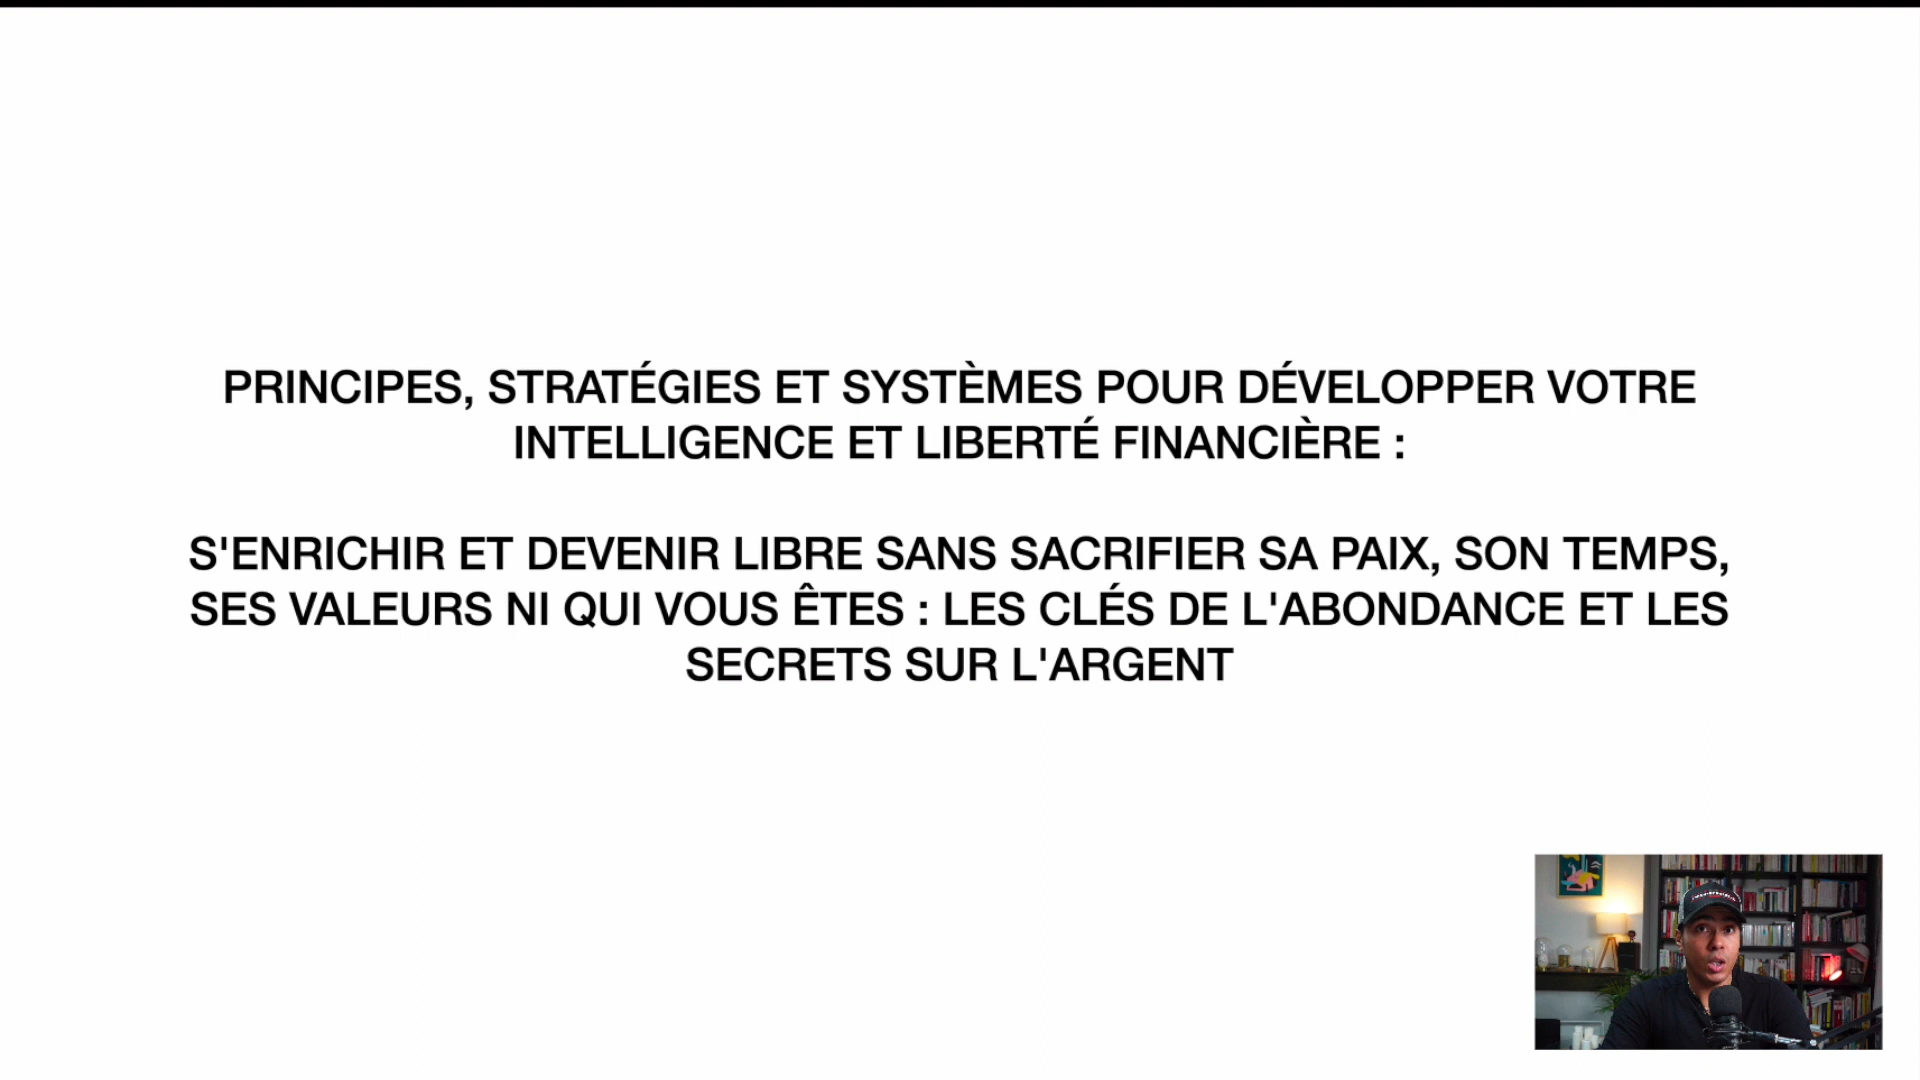 PRINCIPES, STRATÉGIES ET SYSTÈMES POUR DÉVELOPPER VOTRE
INTELLIGENCE ET LIBERTÉ FINANCIÈRE :
S'ENRICHIR ET DEVENIR LIBRE SANS SACRIFIER SA PAIX, SON TEMPS,
SES VALEURS NI QUI VOUS ÊTES : LES CLÉS DE L'ABONDANCE ET LES
SECRETS SUR L'ARGENT